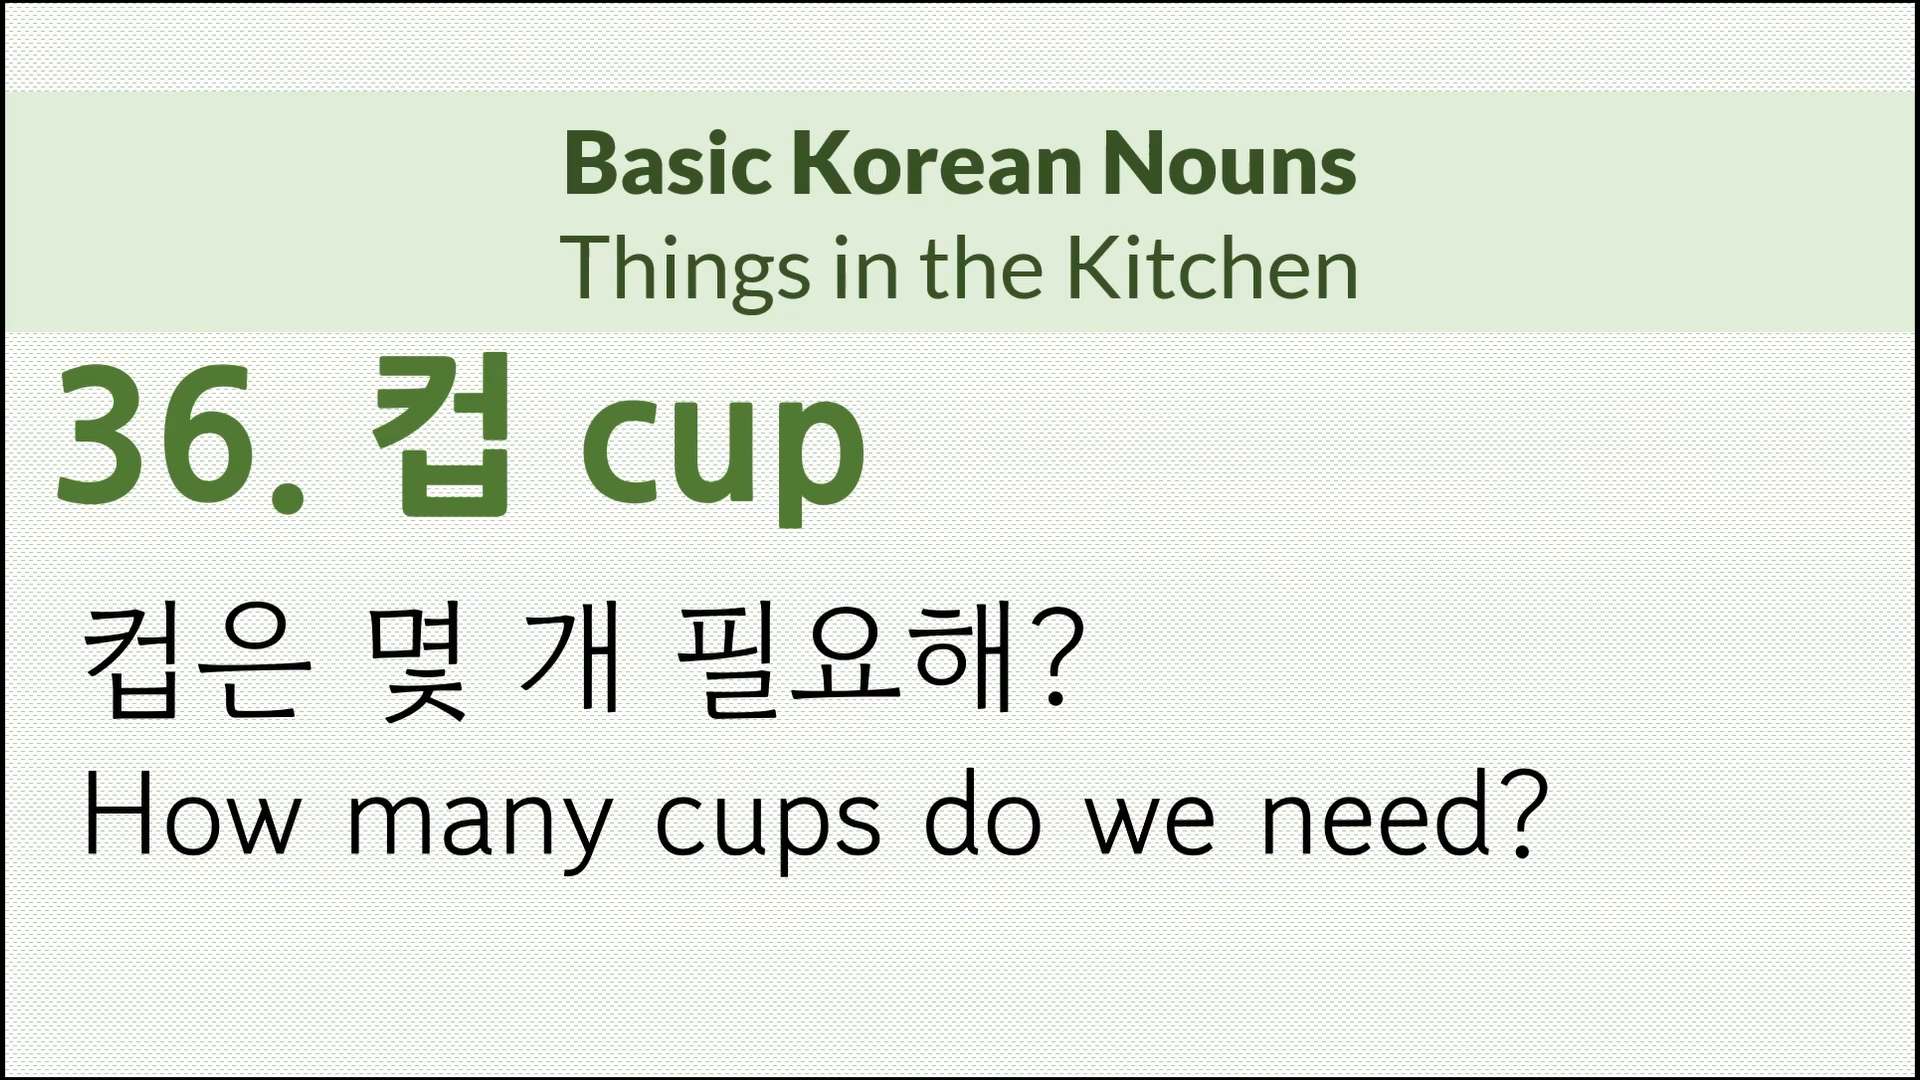 Basic Korean Nouns
Things in the Kitchen
36. 컵 cup
컵은 몇 개 필요해?
How many cups do we need?